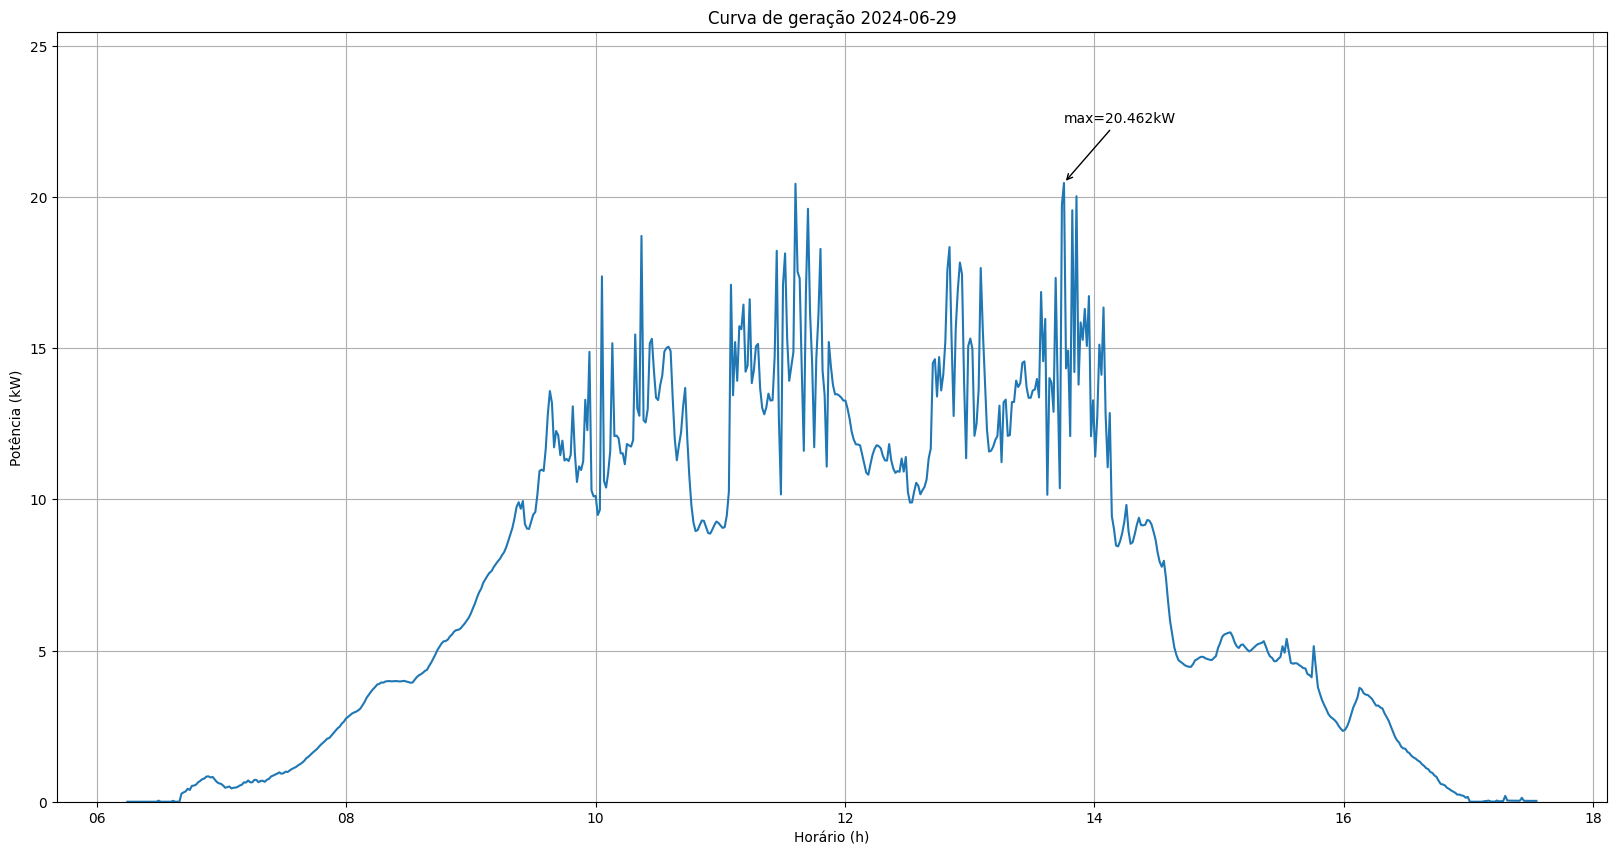 Curva de geração 2024-06-29
25
20
15
10
5
0
Potência (kW)
max=20.462kW
06 08 10 12 14 16 18
Horário (h)